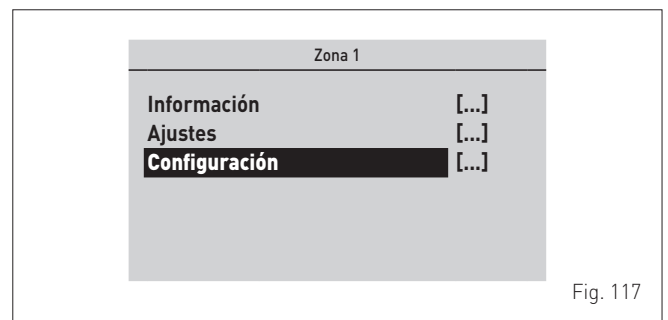 Zona 1
Información [...]
Ajustes [...]
Configuración [...]
Fig. 117